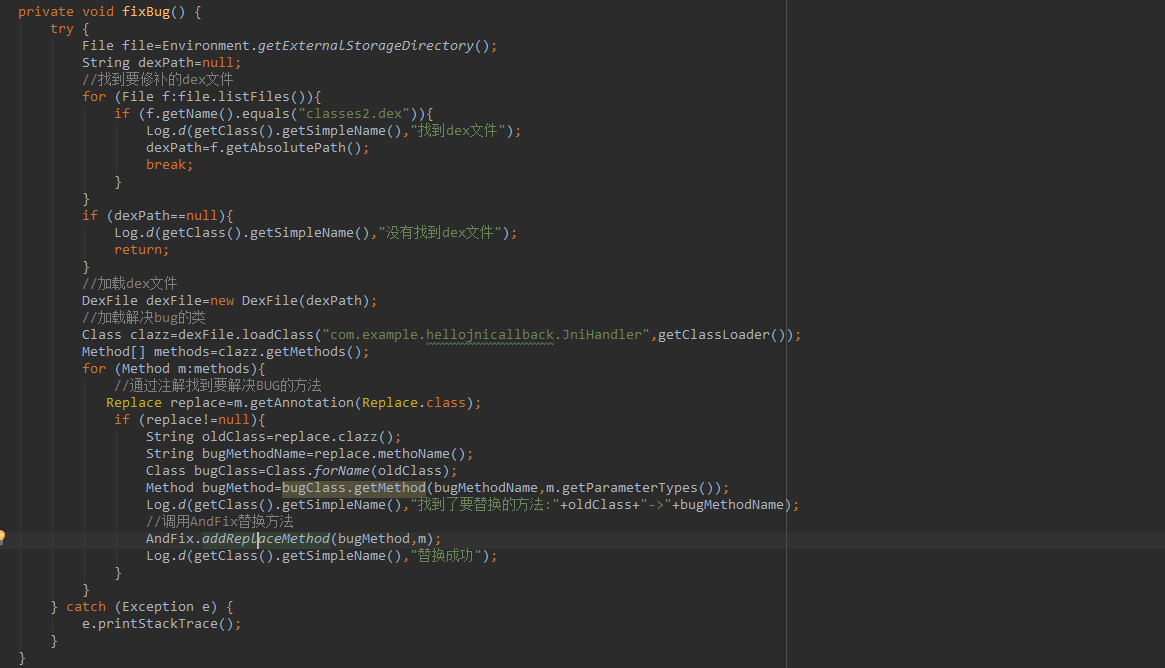 private void fixBug() {
try {
File file=Environment.getExternalStorageDirectory();
String dexPath=null;
//找到要修补的dex文件
for (File f:file.listFiles()){
if (f.getName().equals("classes2.dex")){
Log.d(getClass().getSimpleName(),"找到dex文件");
dexPath=f.getAbsolutePath();
break;
}
}
if (dexPath==null){
Log.d(getClass().getSimpleName(),"没有找到dex文件");
return;
}
//加载dex文件
DexFile dexFile=new DexFile(dexPath);
//加载解决bug的类
Class clazz=dexFile.loadClass("com.example.hellojnicallback.JniHandler",getClassLoader());
Method[] methods=clazz.getMethods();
for (Method m:methods){
//通过注解找到要解决BUG的方法
Replace replace=m.getAnnotation(Replace.class);
if (replace!=null){
String oldClass=replace.clazz();
String bugMethodName=replace.methoName();
Class bugClass=Class.forName(oldClass);
Method bugMethod=bugClass.getMethod(bugMethodName,m.getParameterTypes());
Log.d(getClass().getSimpleName(),"找到了要替换的方法:"+oldClass+"->"+bugMethodName);
//调用AndFix替换方法
AndFix.addReplaceMethod(bugMethod,m);
Log.d(getClass().getSimpleName(),"替换成功");
}
}
} catch (Exception e) {
e.printStackTrace();
}
}